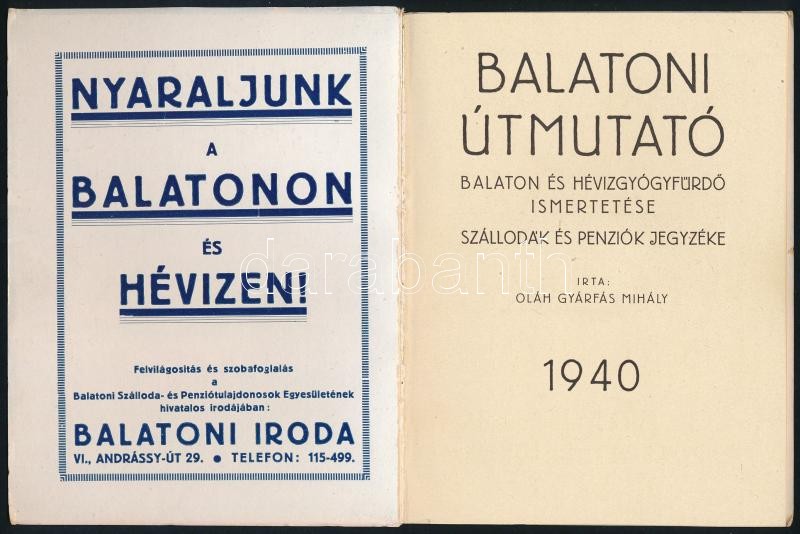 NYARALJUNK
A
BALATONON
ÉS
HÉVIZEN!
Felvilágositás és szobafoglalás
a
Balatoni Szálloda- és Penziótulajdonosok Egyesületének
hivatalos irodájában:
BALATONI IRODA
VI., ANDRÁSSY-ÚT 29. ● TELEFON: 115-499.
BALATONI
ÚTMUTATÓ
BALATON ÉS HÉVIZGYÓGYFÜRDŐ
ISMERTETÉSE
SZÁLLODÁK ÉS PENZIÓK JEGYZÉKE
IRTA:
OLÁH GYÁRFÁS MIHÁLY
1940
darabanth